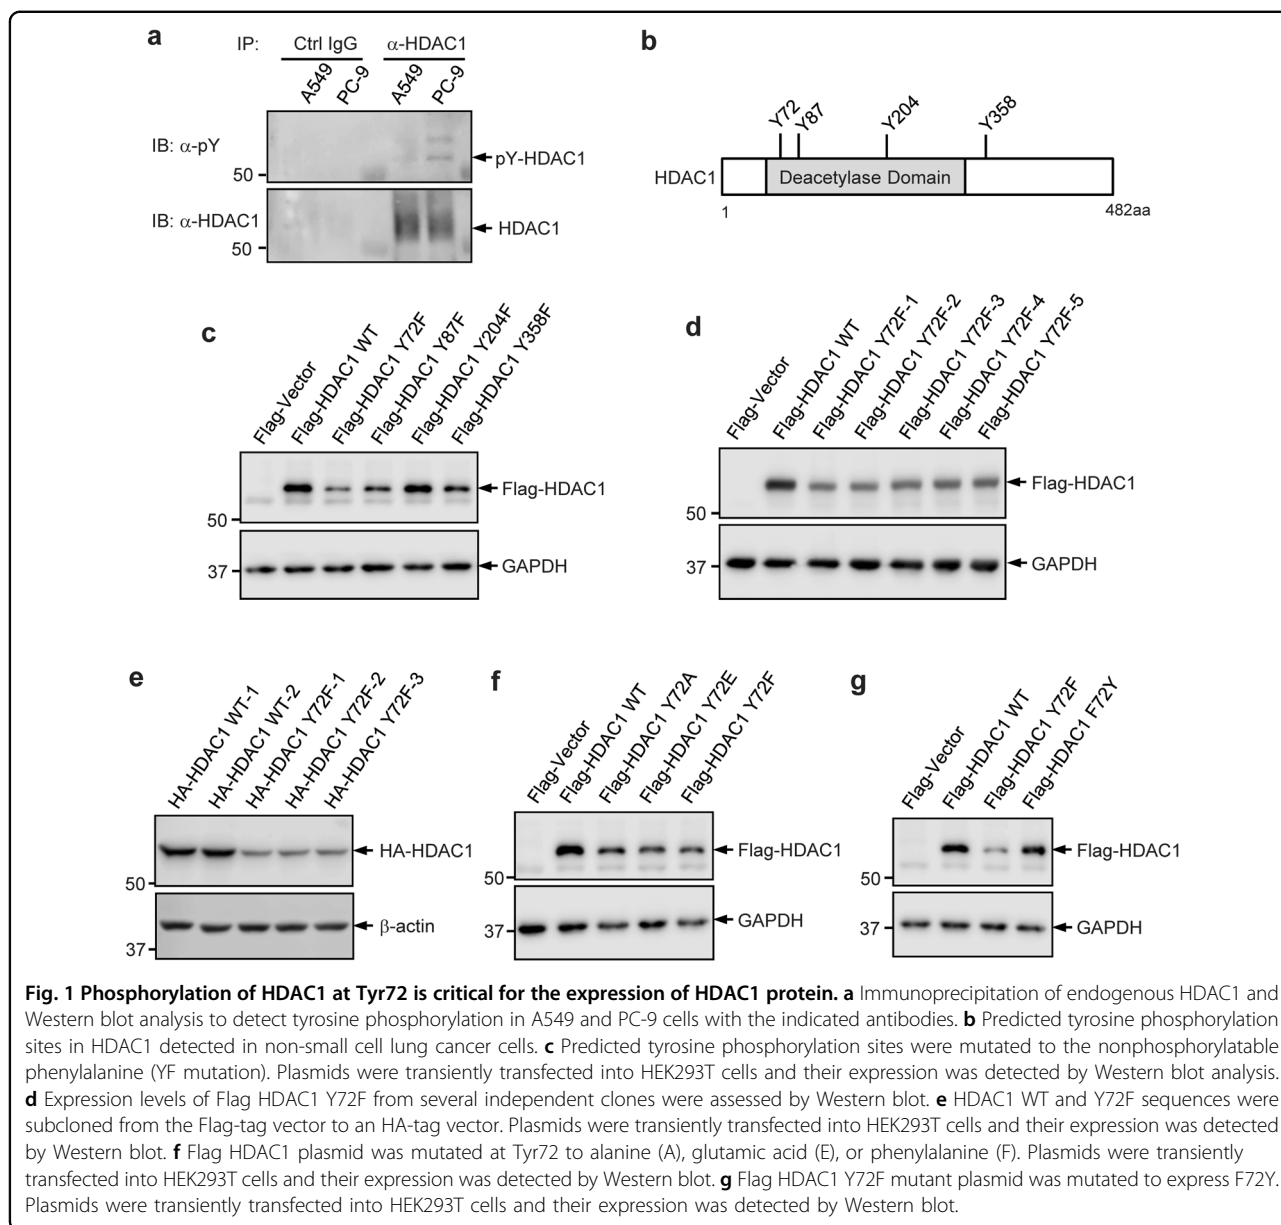 a
IP: Ctrl IgG α-HDAC1
A549 PC-9 A549 PC-9
IB: α-pY
pY-HDAC1
50
IB: α-HDAC1
HDAC1
50
b
Y72 Y87 Y204 Y358
HDAC1 Deacetylase Domain
1 482aa
c
Flag-Vector
Flag-HDAC1 WT
Flag-HDAC1 Y72F
Flag-HDAC1 Y87F
Flag-HDAC1 Y204F
Flag-HDAC1 Y358F
Flag-HDAC1
50
37
GAPDH
d
Flag-Vector
Flag-HDAC1 WT
Flag-HDAC1 Y72F-1
Flag-HDAC1 Y72F-2
Flag-HDAC1 Y72F-3
Flag-HDAC1 Y72F-4
Flag-HDAC1 Y72F-5
Flag-HDAC1
50
37
GAPDH
e
HA-HDAC1 WT-1
HA-HDAC1 WT-2
HA-HDAC1 Y72F-1
HA-HDAC1 Y72F-2
HA-HDAC1 Y72F-3
HA-HDAC1
50
β-actin
37
f
Flag-Vector
Flag-HDAC1 WT
Flag-HDAC1 Y72A
Flag-HDAC1 Y72E
Flag-HDAC1 Y72F
Flag-HDAC1
50
GAPDH
37
g
Flag-Vector
Flag-HDAC1 WT
Flag-HDAC1 Y72F
Flag-HDAC1 F72Y
Flag-HDAC1
50
37
GAPDH
Fig. 1 Phosphorylation of HDAC1 at Tyr72 is critical for the expression of HDAC1 protein. a Immunoprecipitation of endogenous HDAC1 and
Western blot analysis to detect tyrosine phosphorylation in A549 and PC-9 cells with the indicated antibodies. b Predicted tyrosine phosphorylation
sites in HDAC1 detected in non-small cell lung cancer cells. c Predicted tyrosine phosphorylation sites were mutated to the nonphosphorylatable
phenylalanine (YF mutation). Plasmids were transiently transfected into HEK293T cells and their expression was detected by Western blot analysis.
d Expression levels of Flag HDAC1 Y72F from several independent clones were assessed by Western blot. e HDAC1 WT and Y72F sequences were
subcloned from the Flag-tag vector to an HA-tag vector. Plasmids were transiently transfected into HEK293T cells and their expression was detected
by Western blot. f Flag HDAC1 plasmid was mutated at Tyr72 to alanine (A), glutamic acid (E), or phenylalanine (F). Plasmids were transiently
transfected into HEK293T cells and their expression was detected by Western blot. g Flag HDAC1 Y72F mutant plasmid was mutated to express F72Y.
Plasmids were transiently transfected into HEK293T cells and their expression was detected by Western blot.